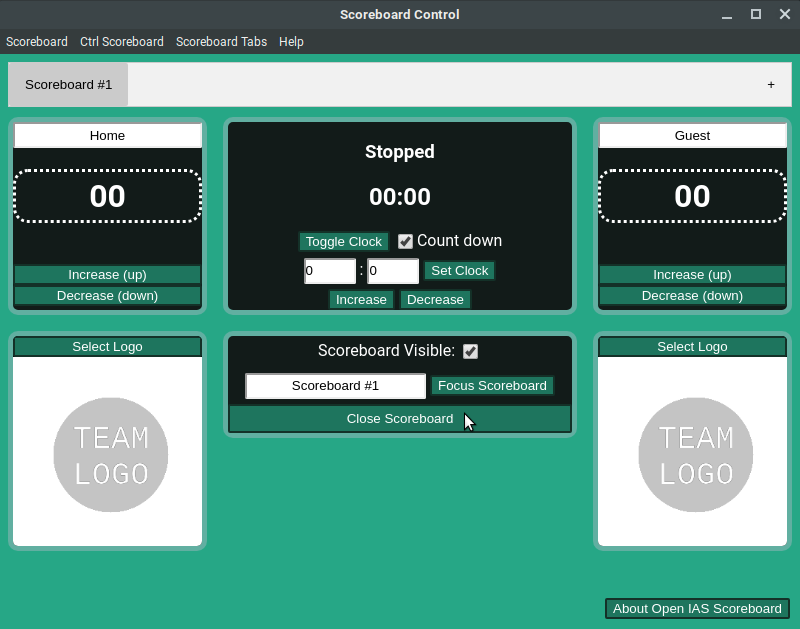 Scoreboard Control
Scoreboard Ctrl Scoreboard Scoreboard Tabs Help
Scoreboard #1 +
Home
00
Increase (up)
Decrease (down)
Stopped
00:00
Toggle Clock Count down
0 : 0 Set Clock
Increase Decrease
Guest
00
Increase (up)
Decrease (down)
Select Logo
TEAM
LOGO
Scoreboard Visible:
Scoreboard #1 Focus Scoreboard
Close Scoreboard
Select Logo
TEAM
LOGO
About Open IAS Scoreboard